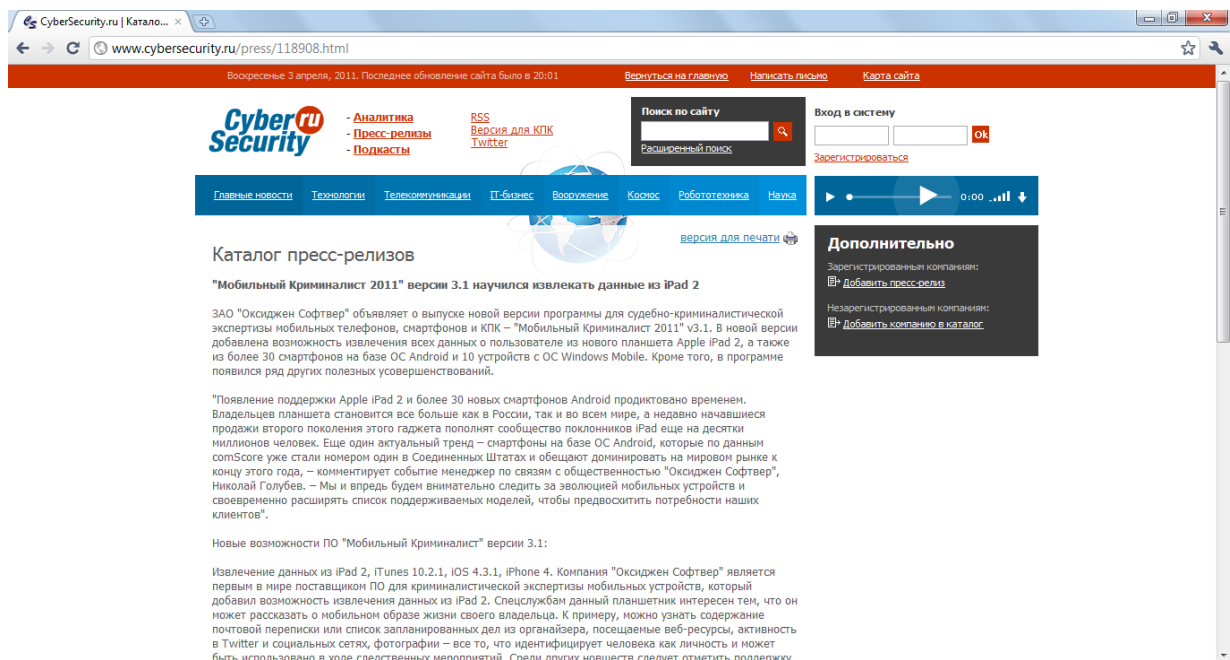 CyberSecurity.ru | Катало...
www.cybersecurity.ru/press/118908.html
Воскресенье 3 апреля, 2011. Последнее обновление сайта было в 20:01
Вернуться на главную
Написать письмо
Карта сайта
Cyber ru
Security
- Аналитика
- Пресс-релизы
- Подкасты
RSS
Версия для КПК
Twitter
Поиск по сайту
Расширенный поиск
Вход в систему
Ok
Зарегистрироваться
Главные новости Технологии Телекоммуникации IT-бизнес Вооружение Космос Робототехника Наука
0:00
версия для печати
Каталог пресс-релизов
"Мобильный Криминалист 2011" версии 3.1 научился извлекать данные из iPad 2
ЗАО "Оксиджен Софтвер" объявляет о выпуске новой версии программы для судебно-криминалистической
экспертизы мобильных телефонов, смартфонов и КПК – "Мобильный Криминалист 2011" v3.1. В новой версии
добавлена возможность извлечения всех данных о пользователе из нового планшета Apple iPad 2, а также
из более 30 смартфонов на базе ОС Android и 10 устройств с ОС Windows Mobile. Кроме того, в программе
появился ряд других полезных усовершенствований.
"Появление поддержки Apple iPad 2 и более 30 новых смартфонов Android продиктовано временем.
Владельцев планшета становится все больше как в России, так и во всем мире, а недавно начавшиеся
продажи второго поколения этого гаджета пополнят сообщество поклонников iPad еще на десятки
миллионов человек. Еще один актуальный тренд – смартфоны на базе ОС Android, которые по данным
comScore уже стали номером один в Соединенных Штатах и обещают доминировать на мировом рынке к
концу этого года, – комментирует событие менеджер по связям с общественностью "Оксиджен Софтвер",
Николай Голубев. – Мы и впредь будем внимательно следить за эволюцией мобильных устройств и
своевременно расширять список поддерживаемых моделей, чтобы предвосхитить потребности наших
клиентов".
Новые возможности ПО "Мобильный Криминалист" версии 3.1:
Извлечение данных из iPad 2, iTunes 10.2.1, iOS 4.3.1, iPhone 4. Компания "Оксиджен Софтвер" является
первым в мире поставщиком ПО для криминалистической экспертизы мобильных устройств, который
добавил возможность извлечения данных из iPad 2. Спецслужбам данный планшетник интересен тем, что он
может рассказать о мобильном образе жизни своего владельца. К примеру, можно узнать содержание
почтовой переписки или список запланированных дел из органайзера, посещаемые веб-ресурсы, активность
в Twitter и социальных сетях, фотографии – все то, что идентифицирует человека как личность и может
быть использовано в ходе следственных мероприятий. Среди других новшеств следует отметить поддержку
Дополнительно
Зарегистрированным компаниям:
Добавить пресс-релиз
Незарегистрированным компаниям:
Добавить компанию в каталог